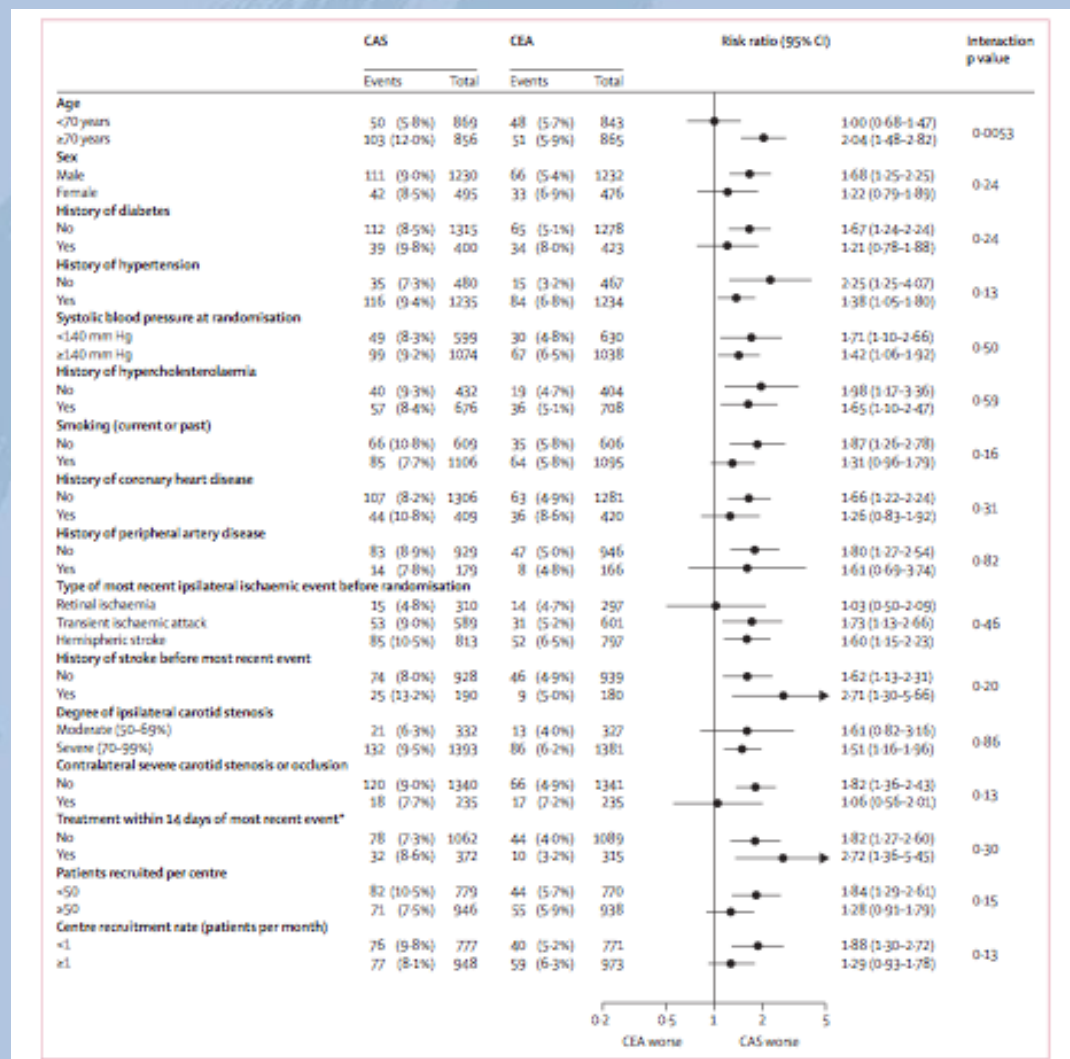 CAS CEA Risk ratio (95% CI) Interaction p value
Events Total Events Total
Age
<70 years 50 (5·8%) 869 48 (5·7%) 843 1·00 (0·68–1·47) 0·0053
≥70 years 103 (12·0%) 856 51 (5·9%) 865 2·04 (1·48–2·82)
Sex
Male 111 (9·0%) 1230 66 (5·4%) 1232 1·68 (1·25–2·25) 0·24
Female 42 (8·5%) 495 33 (6·9%) 476 1·22 (0·79–1·89)
History of diabetes
No 112 (8·5%) 1315 65 (5·1%) 1278 1·67 (1·24–2·24) 0·24
Yes 39 (9·8%) 400 34 (8·0%) 423 1·21 (0·78–1·88)
History of hypertension
No 35 (7·3%) 480 15 (3·2%) 467 2·25 (1·25–4·07) 0·13
Yes 116 (9·4%) 1235 84 (6·8%) 1234 1·38 (1·05–1·80)
Systolic blood pressure at randomisation
<140 mm Hg 49 (8·3%) 599 30 (4·8%) 630 1·71 (1·10–2·66) 0·50
≥140 mm Hg 99 (9·2%) 1074 67 (6·5%) 1038 1·42 (1·06–1·92)
History of hypercholesterolaemia
No 40 (9·3%) 432 19 (4·7%) 404 1·98 (1·17–3·36) 0·59
Yes 57 (8·4%) 676 36 (5·1%) 708 1·65 (1·10–2·47)
Smoking (current or past)
No 66 (10·8%) 609 35 (5·8%) 606 1·87 (1·26–2·78) 0·16
Yes 85 (7·7%) 1106 64 (5·8%) 1095 1·31 (0·96–1·79)
History of coronary heart disease
No 107 (8·2%) 1306 63 (4·9%) 1281 1·66 (1·22–2·24) 0·31
Yes 44 (10·8%) 409 36 (8·6%) 420 1·26 (0·83–1·92)
History of peripheral artery disease
No 83 (8·9%) 929 47 (5·0%) 946 1·80 (1·27–2·54) 0·82
Yes 14 (7·8%) 179 8 (4·8%) 166 1·61 (0·69–3·74)
Type of most recent ipsilateral ischaemic event before randomisation
Retinal ischaemia 15 (4·8%) 310 14 (4·7%) 297 1·03 (0·50–2·09)
Transient ischaemic attack 53 (9·0%) 589 31 (5·2%) 601 1·73 (1·13–2·66) 0·46
Hemispheric stroke 85 (10·5%) 813 52 (6·5%) 797 1·60 (1·15–2·23)
History of stroke before most recent event
No 74 (8·0%) 928 46 (4·9%) 939 1·62 (1·13–2·31) 0·20
Yes 25 (13·2%) 190 9 (5·0%) 180 2·71 (1·30–5·66)
Degree of ipsilateral carotid stenosis
Moderate (50–69%) 21 (6·3%) 332 13 (4·0%) 327 1·61 (0·82–3·16) 0·86
Severe (70–99%) 132 (9·5%) 1393 86 (6·2%) 1381 1·51 (1·16–1·96)
Contralateral severe carotid stenosis or occlusion
No 120 (9·0%) 1340 66 (4·9%) 1341 1·82 (1·36–2·43) 0·13
Yes 18 (7·7%) 235 17 (7·2%) 235 1·06 (0·56–2·01)
Treatment within 14 days of most recent event*
No 78 (7·3%) 1062 44 (4·0%) 1089 1·82 (1·27–2·60) 0·30
Yes 32 (8·6%) 372 10 (3·2%) 315 2·72 (1·36–5·45)
Patients recruited per centre
<50 82 (10·5%) 779 44 (5·7%) 770 1·84 (1·29–2·61) 0·15
≥50 71 (7·5%) 946 55 (5·9%) 938 1·28 (0·91–1·79)
Centre recruitment rate (patients per month)
<1 76 (9·8%) 777 40 (5·2%) 771 1·88 (1·30–2·72) 0·13
≥1 77 (8·1%) 948 59 (6·3%) 973 1·29 (0·93–1·78)
0·2 0·5 1 2 5
CEA worse CAS worse